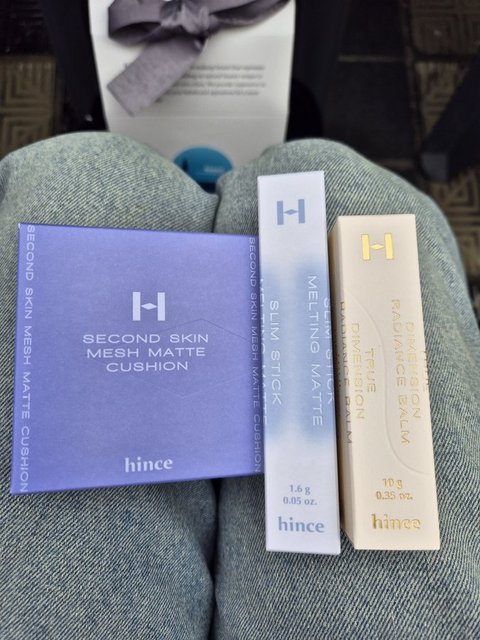 H
SECOND SKIN
MESH MATTE
CUSHION
hince
SECOND SKIN MESH MATTE CUSHION
SECOND SKIN MESH MATTE CUSHION
H
SLIM STICK
MELTING MATTE
SLIM STICK
MELTING MATTE
1.6 g
0.05 oz.
hince
H
DIMENSION
RADIANCE BALM
TRUE
DIMENSION
RADIANCE BALM
10 g
0.35 oz.
hince